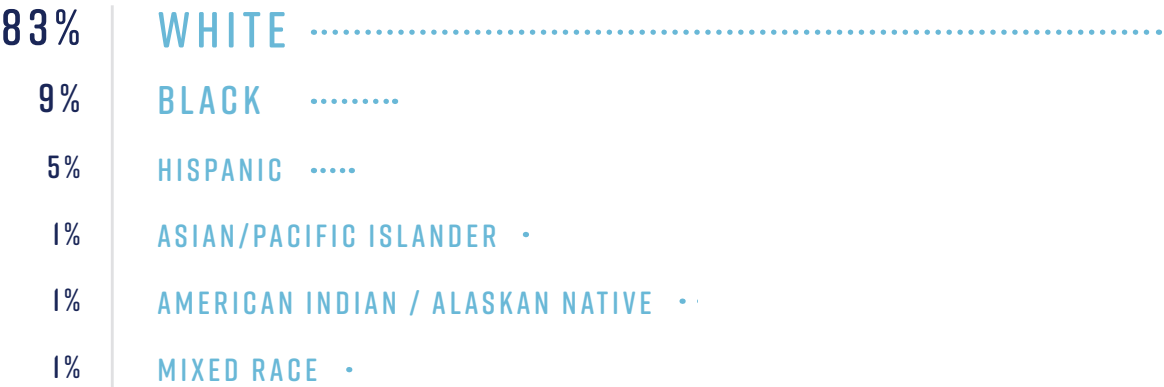 83% WHITE
9% BLACK
5% HISPANIC
1% ASIAN/PACIFIC ISLANDER
1% AMERICAN INDIAN / ALASKAN NATIVE
1% MIXED RACE